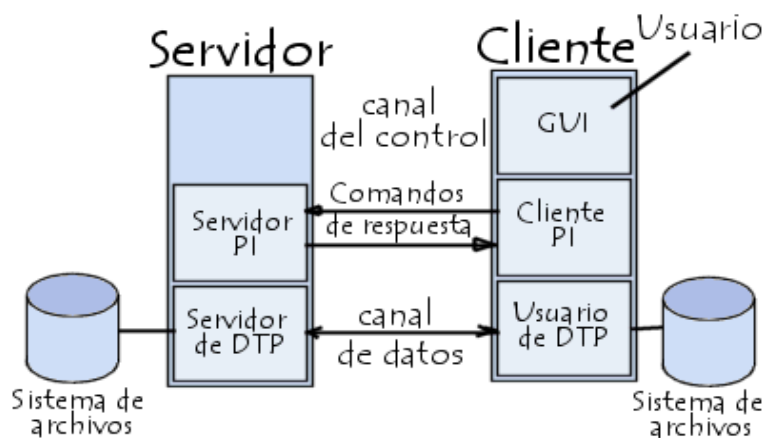 Servidor
Cliente
Usuario
canal
del control
GUI
Comandos
de respuesta
Servidor
PI
Cliente
PI
Servidor
de DTP
canal
de datos
Usuario
de DTP
Sistema de
archivos
Sistema de
archivos